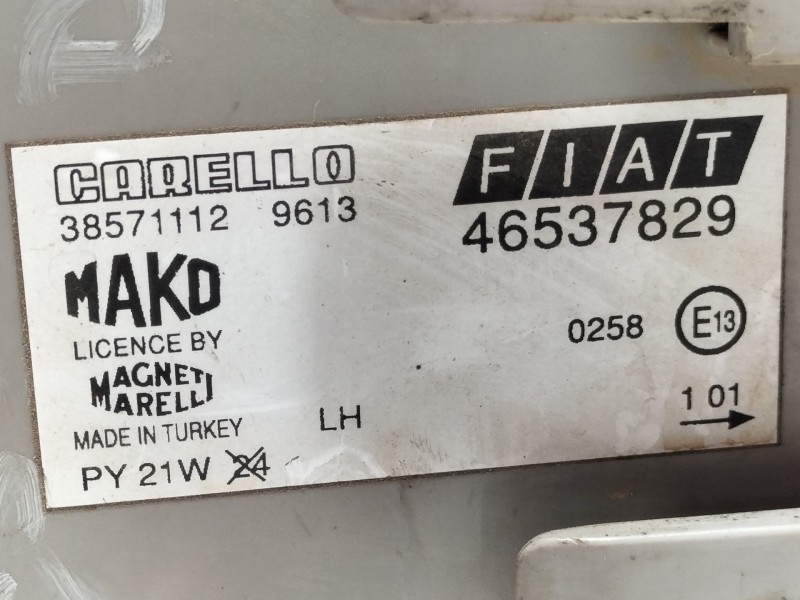 CARELLO
38571112 9613
FIAT
46537829
MAKO
LICENCE BY
MAGNETI
MARELLI
MADE IN TURKEY
PY 21W 24
LH
0258 E13
1 01